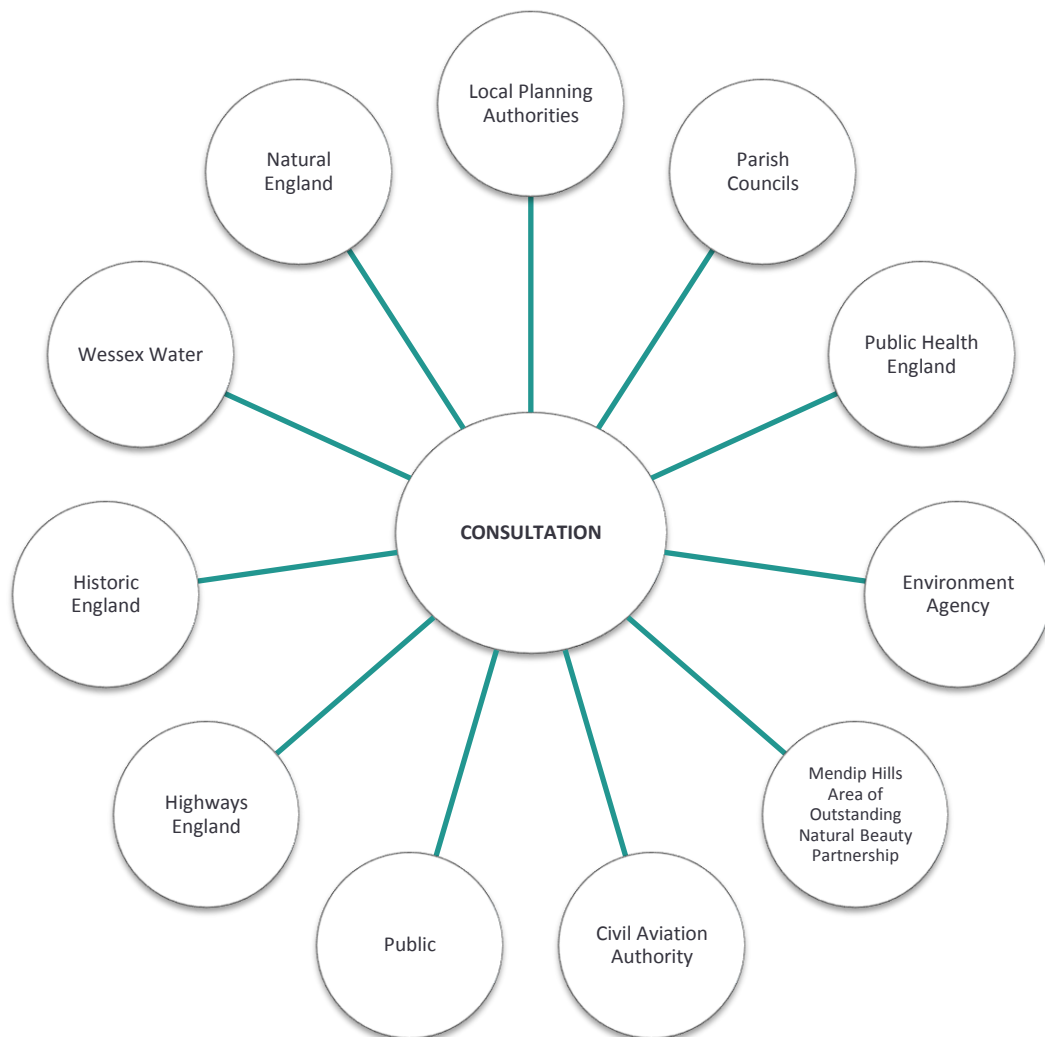 Local Planning
Authorities
Natural
England
Parish
Councils
Wessex Water
Public Health
England
CONSULTATION
Historic
England
Environment
Agency
Highways
England
Mendip Hills
Area of
Outstanding
Natural Beauty
Partnership
Public
Civil Aviation
Authority